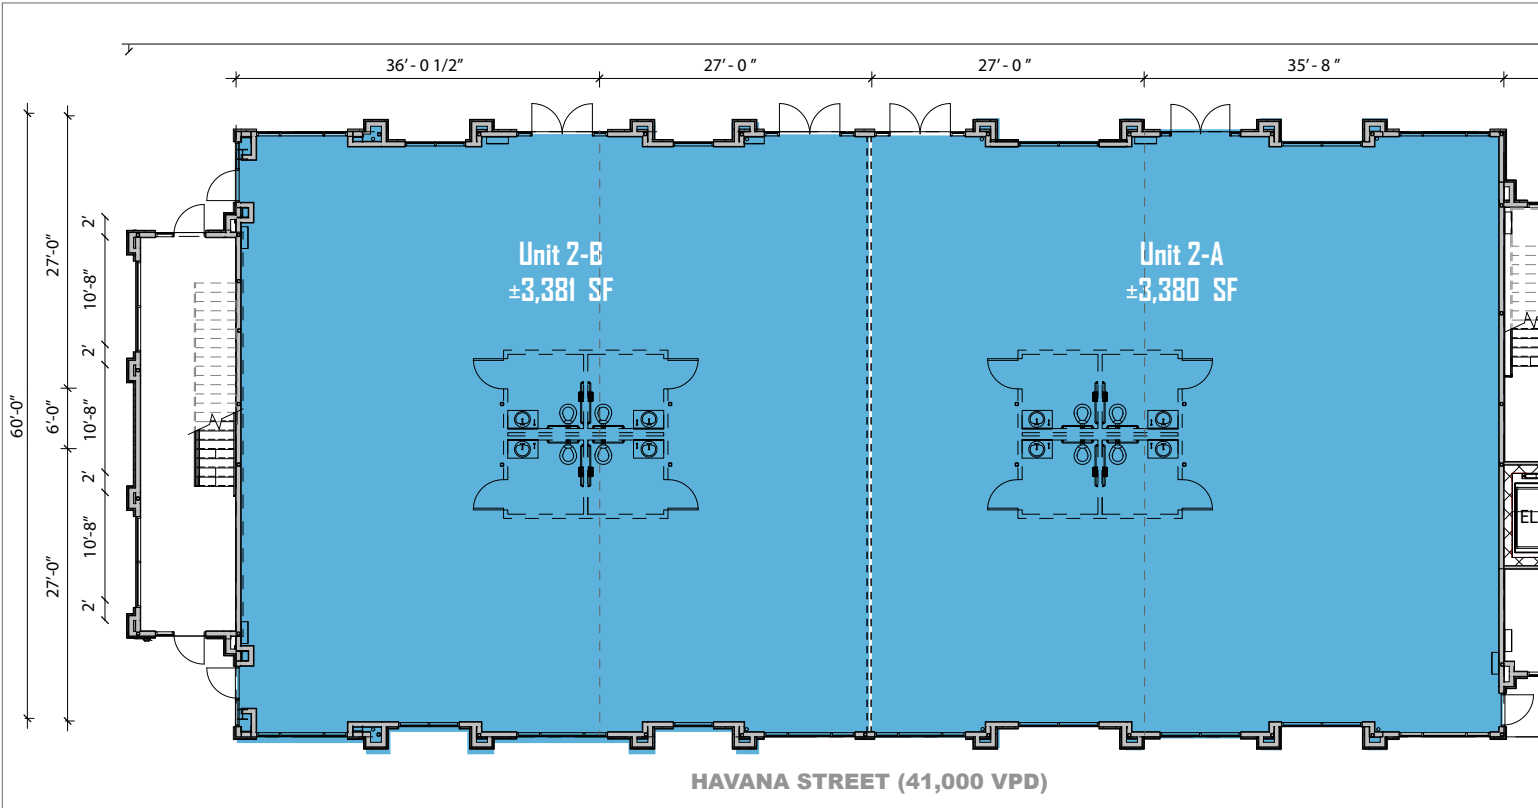 36'- 0 1/2"
27'- 0 "
27'- 0 "
35'- 8 "
60'-0"
27'-0"
6'-0"
27'-0"
2'
10'-8"
2'
10'-8"
2'
10'-8"
2'
Unit 2-B
±3,381 SF
Unit 2-A
±3,380 SF
EL
HAVANA STREET (41,000 VPD)